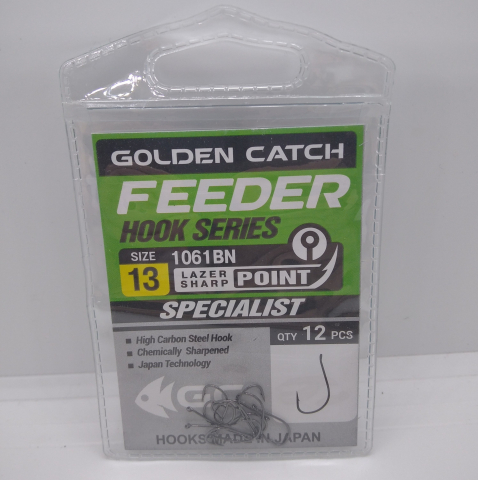 GOLDEN CATCH
FEEDER
HOOK SERIES
SIZE
13
1061BN
LAZER
SHARP
POINT
SPECIALIST
High Carbon Steel Hook
Chemically Sharpened
Japan Technology
QTY 12 PCS
GC
HOOKS MADE IN JAPAN